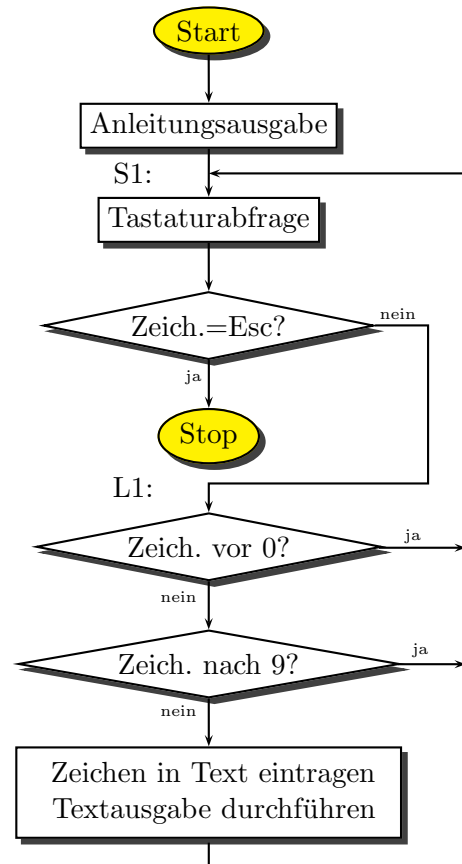 Start
Anleitungsausgabe
S1:
Tastaturabfrage
Zeich.=Esc?
nein
ja
Stop
L1:
Zeich. vor 0?
ja
nein
Zeich. nach 9?
ja
nein
Zeichen in Text eintragen
Textausgabe durchführen